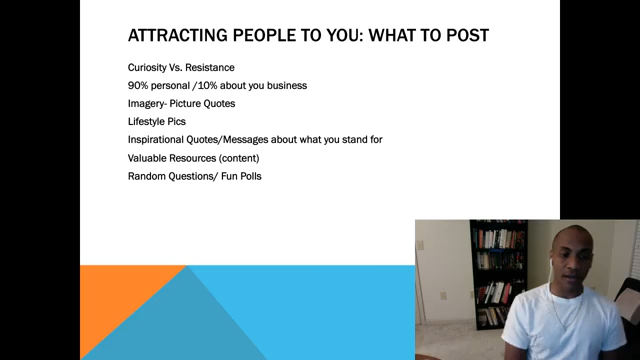 ATTRACTING PEOPLE TO YOU: WHAT TO POST
Curiosity Vs. Resistance
90% personal /10% about you business
Imagery- Picture Quotes
Lifestyle Pics
Inspirational Quotes/Messages about what you stand for
Valuable Resources (content)
Random Questions/ Fun Polls